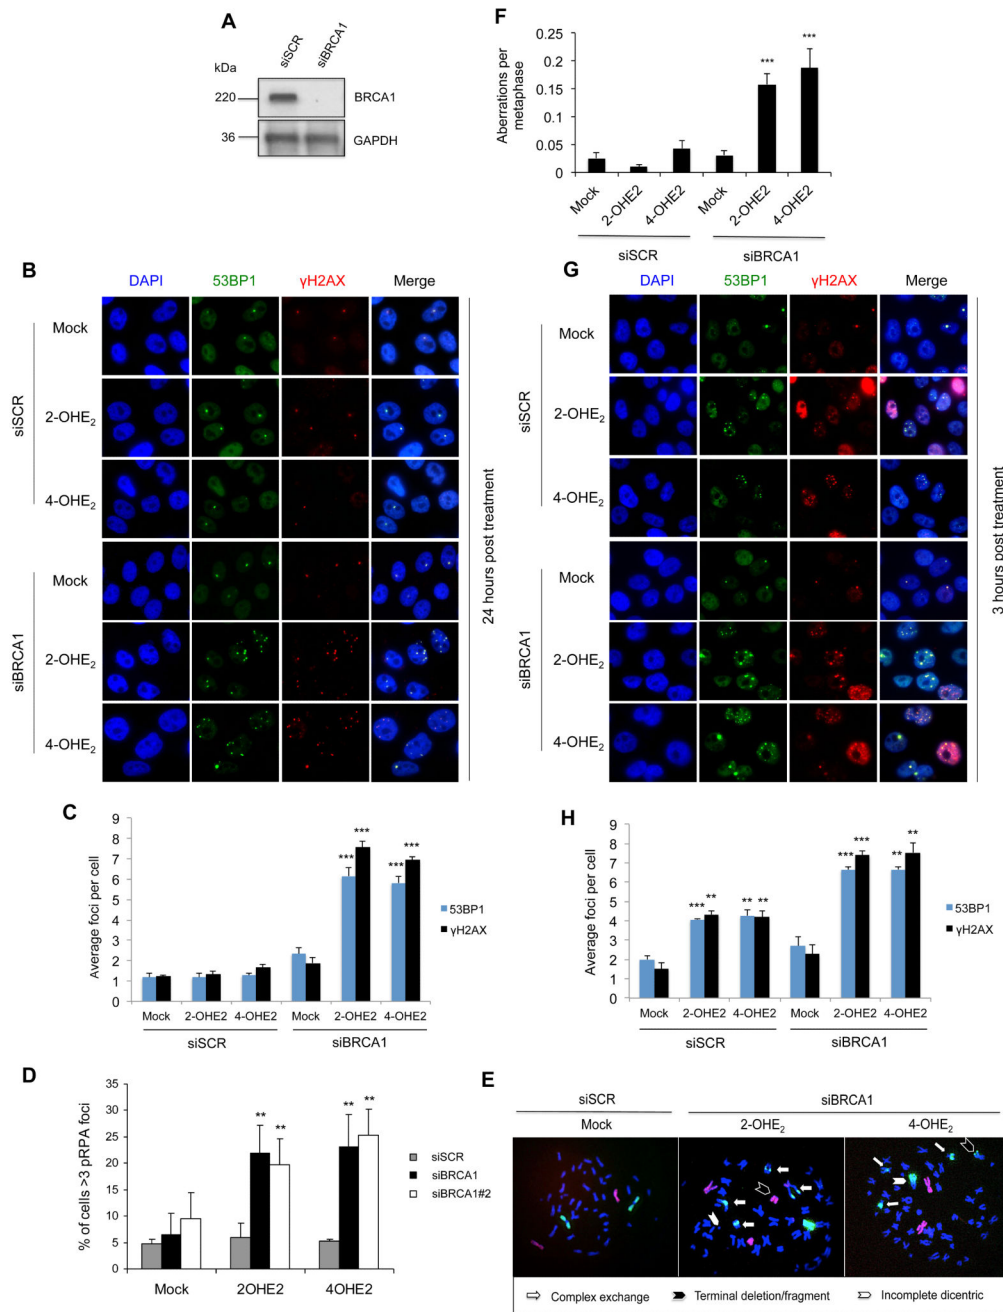 A
siSCR
siBRCA1
kDa
220
BRCA1
36
GAPDH
F
Aberrations per
metaphase
0.25
0.2
0.15
0.1
0.05
0
***
***
Mock
2-OHE2
4-OHE2
Mock
2-OHE2
4-OHE2
siSCR
siBRCA1
B
DAPI
53BP1
γH2AX
Merge
siSCR
Mock
2-OHE₂
4-OHE₂
siBRCA1
Mock
2-OHE₂
4-OHE₂
24 hours post treatment
G
DAPI
53BP1
γH2AX
Merge
siSCR
Mock
2-OHE₂
4-OHE₂
siBRCA1
Mock
2-OHE₂
4-OHE₂
3 hours post treatment
C
Average foci per cell
9
8
7
6
5
4
3
2
1
0
***
***
***
***
53BP1
γH2AX
Mock
2-OHE2
4-OHE2
Mock
2-OHE2
4-OHE2
siSCR
siBRCA1
H
Average foci per cell
9
8
7
6
5
4
3
2
1
0
***
**
**
**
***
***
**
**
53BP1
γH2AX
Mock
2-OHE2
4-OHE2
Mock
2-OHE2
4-OHE2
siSCR
siBRCA1
D
% of cells >3 pRPA foci
35
30
25
20
15
10
5
0
**
**
**
**
siSCR
siBRCA1
siBRCA1#2
Mock
2OHE2
4OHE2
E
siSCR
siBRCA1
Mock
2-OHE₂
4-OHE₂
Complex exchange
Terminal deletion/fragment
Incomplete dicentric